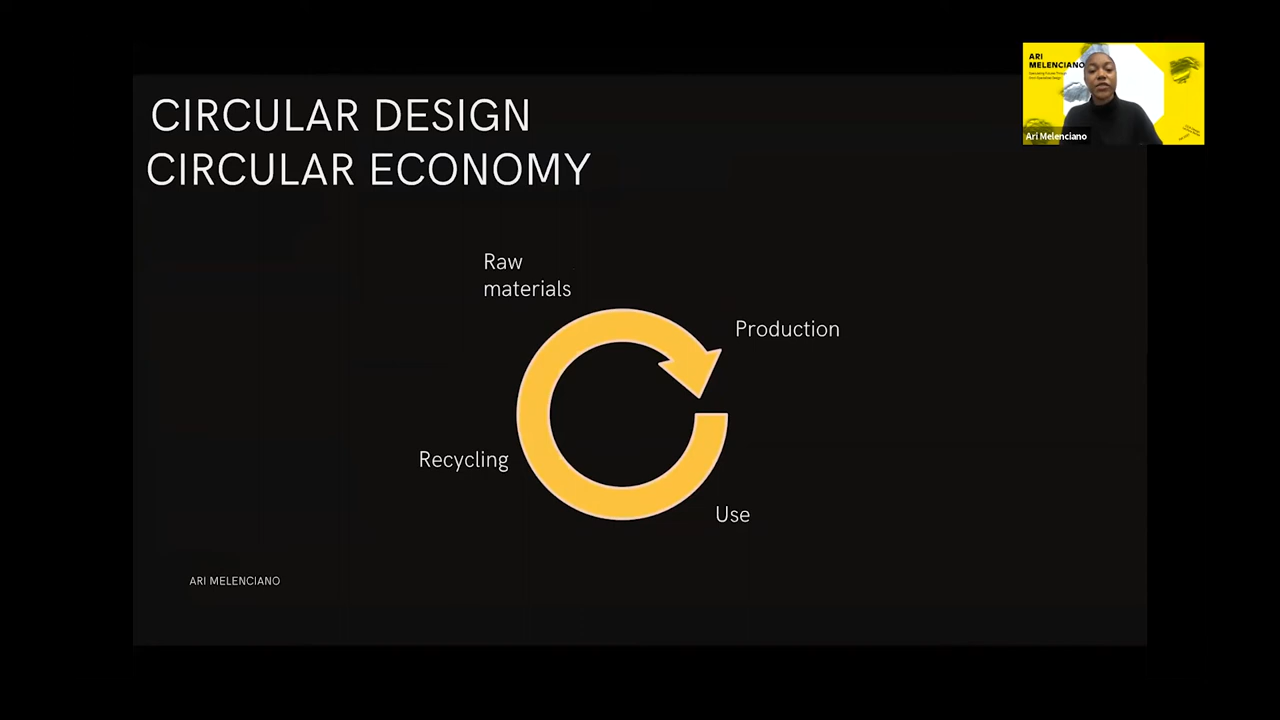 CIRCULAR DESIGN
CIRCULAR ECONOMY
Raw
materials
Production
Recycling
Use
ARI MELENCIANO
ARI
MELENCIANO
Ari Melenciano